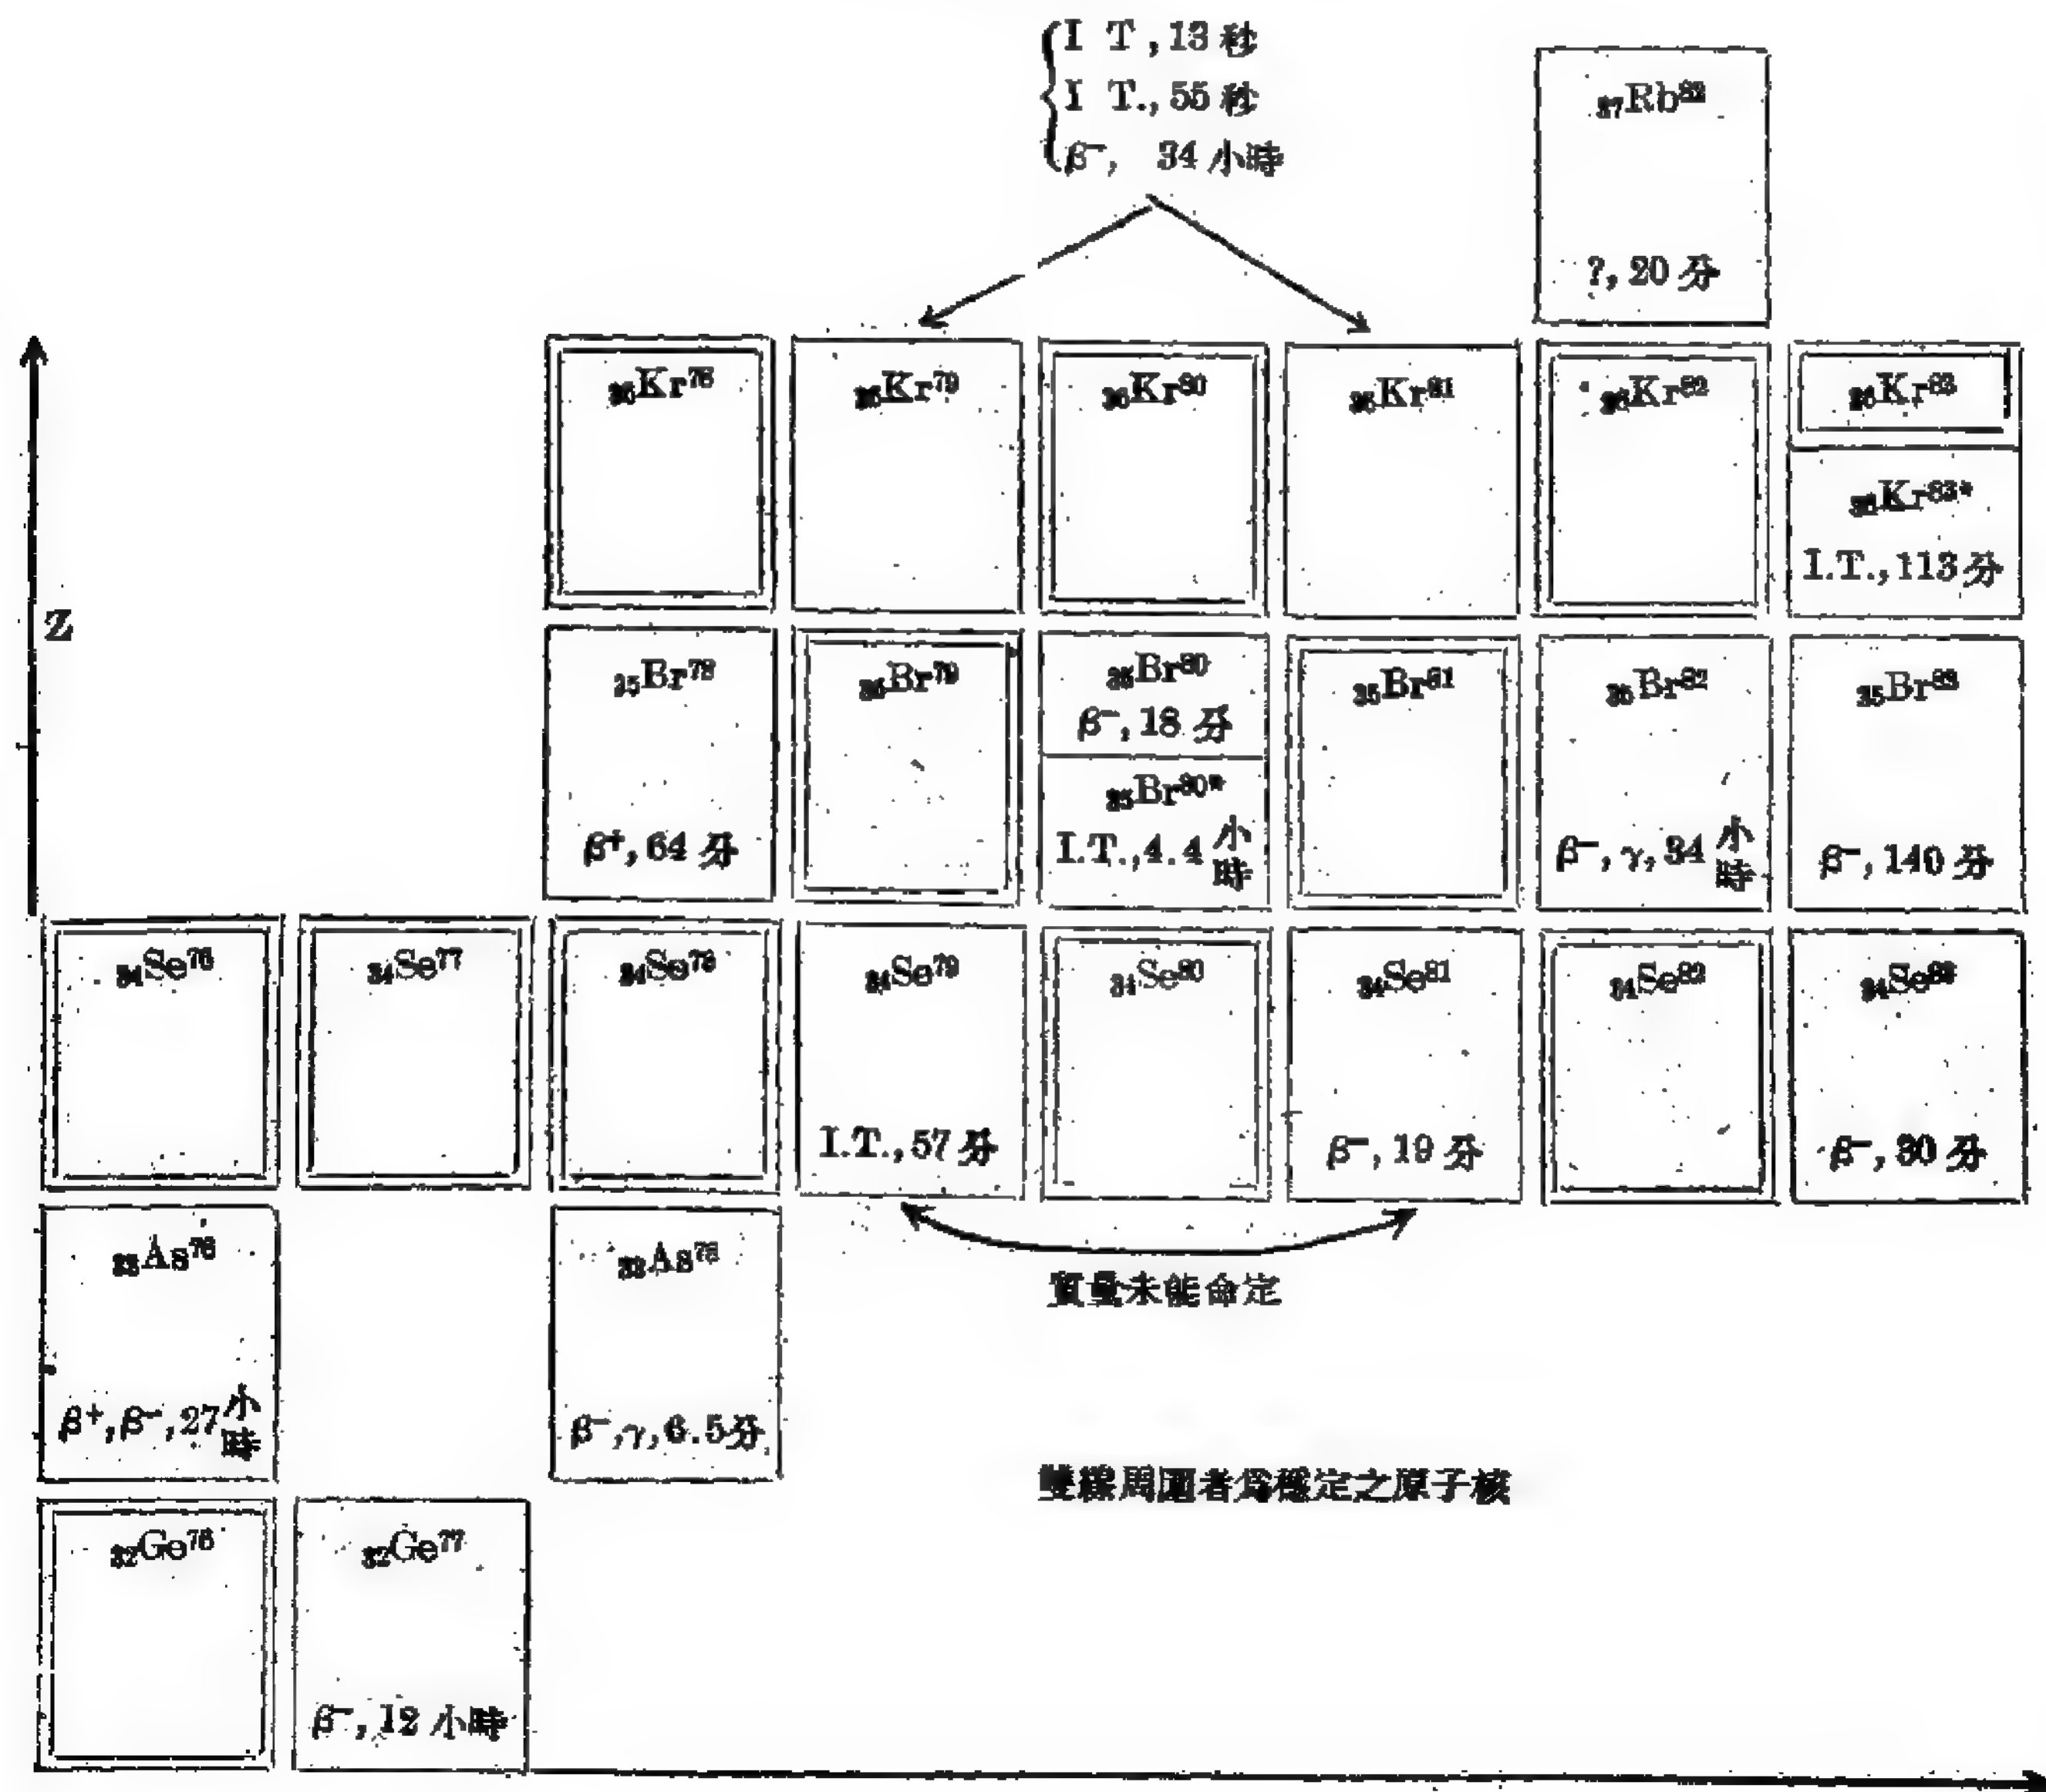 I T, 13 秒
I T., 55 秒
β⁻, 34 小時
₃₇Rb⁸²
?, 20 分
₃₆Kr⁷⁸
₃₆Kr⁷⁹
₃₆Kr⁸⁰
₃₆Kr⁸¹
₃₆Kr⁸²
₃₆Kr⁸³
₃₆Kr⁸³*
I.T., 113 分
Z
₃₅Br⁷⁸
β⁺, 64 分
₃₅Br⁷⁹
₃₅Br⁸⁰
β⁻, 18 分
₃₅Br⁸⁰*
I.T., 4.4 小時
₃₅Br⁸¹
₃₅Br⁸²
β⁻, γ, 34 小時
₃₅Br⁸³
β⁻, 140 分
₃₄Se⁷⁶
₃₄Se⁷⁷
₃₄Se⁷⁸
₃₄Se⁷⁹
I.T., 57 分
₃₄Se⁸⁰
₃₄Se⁸¹
β⁻, 19 分
₃₄Se⁸²
₃₄Se⁸³
β⁻, 30 分
質量未能命定
₃₃As⁷⁶
β⁺, β⁻, 27 小時
₃₃As⁷⁸
β⁻, γ, 6.5 分
雙線周圍者爲穩定之原子核
₃₂Ge⁷⁶
₃₂Ge⁷⁷
β⁻, 12 小時